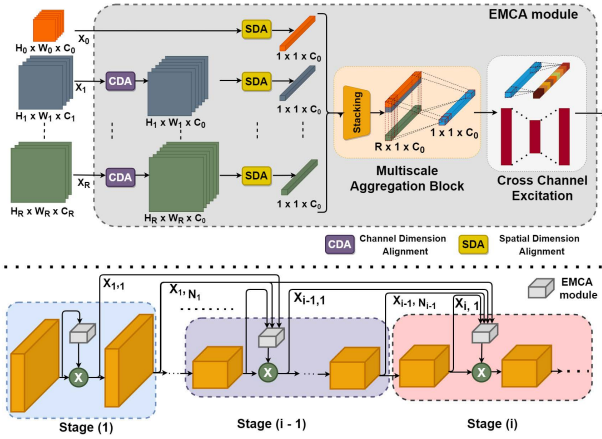 EMCA module
H0 x W0 x C0
X0
SDA
1 x 1 x C0
H1 x W1 x C1
X1
CDA
H1 x W1 x C0
SDA
1 x 1 x C0
HR x WR x CR
XR
CDA
HR x WR x C0
SDA
1 x 1 x C0
Stacking
R x 1 x C0
1 x 1 x C0
Multiscale
Aggregation Block
Cross Channel
Excitation
CDA
Channel Dimension
Alignment
SDA
Spatial Dimension
Alignment
X1,1
X1, N1
Xi-1,1
Xi-1, Ni-1
Xi, 1
EMCA
module
X
X
X
Stage (1)
Stage (i - 1)
Stage (i)